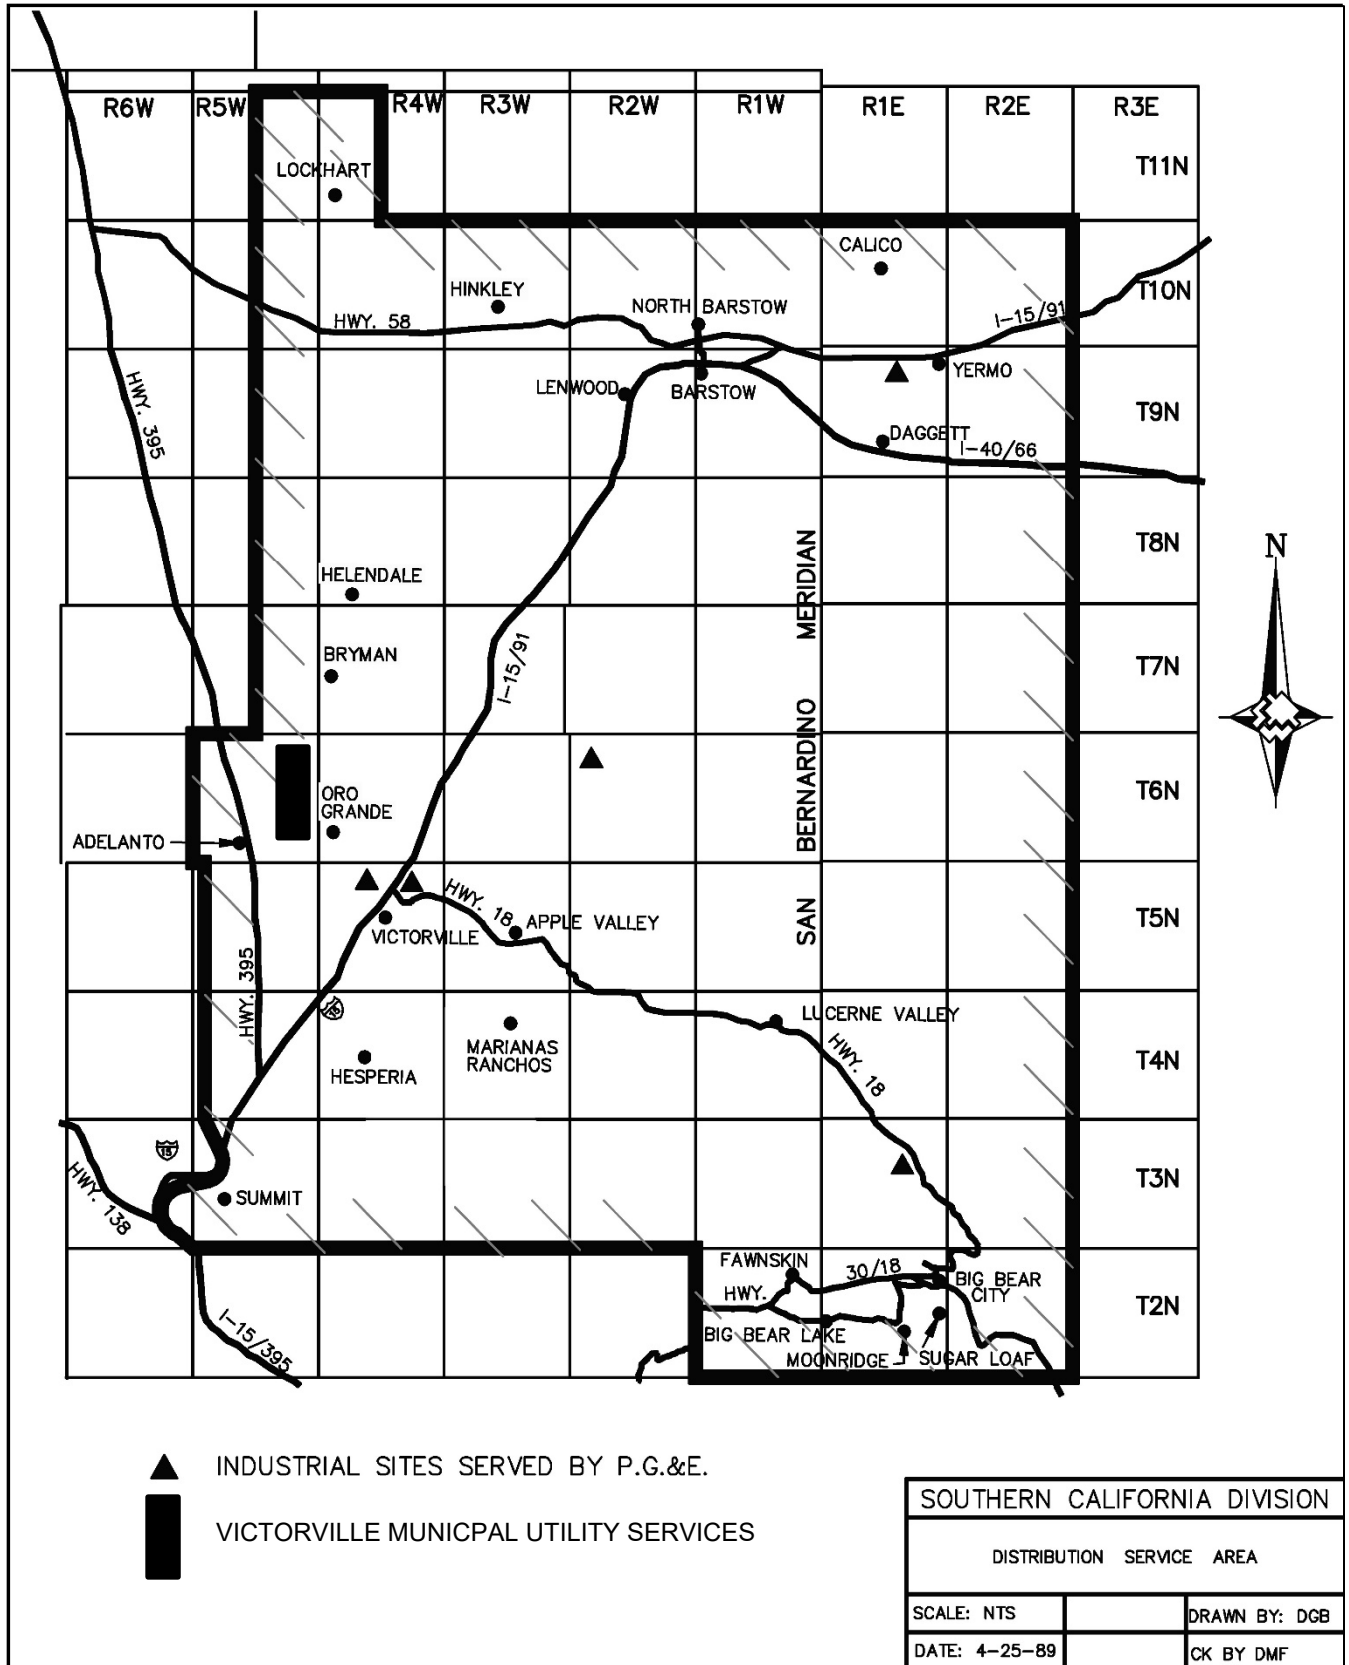 R6W R5W R4W R3W R2W R1W R1E R2E R3E
T11N
LOCKHART
CALICO
T10N
HINKLEY
NORTH BARSTOW
HWY. 58
I-15/91
YERMO
LENWOOD
BARSTOW
HWY. 395
T9N
DAGGETT
I-40/66
T8N
N
HELENDALE
SAN BERNARDINO MERIDIAN
BRYMAN
I-15/91
T7N
ORO
GRANDE
T6N
ADELANTO
HWY. 18
APPLE VALLEY
T5N
VICTORVILLE
HWY. 395
LUCERNE VALLEY
MARIANAS
RANCHOS
HWY. 18
T4N
HESPERIA
15
HWY. 138
T3N
SUMMIT
FAWNSKIN
30/18
BIG BEAR
CITY
HWY.
T2N
I-15/395
BIG BEAR LAKE
MOONRIDGE
SUGAR LOAF
INDUSTRIAL SITES SERVED BY P.G.&E.
VICTORVILLE MUNICPAL UTILITY SERVICES
SOUTHERN CALIFORNIA DIVISION
DISTRIBUTION SERVICE AREA
SCALE: NTS
DRAWN BY: DGB
DATE: 4-25-89
CK BY DMF